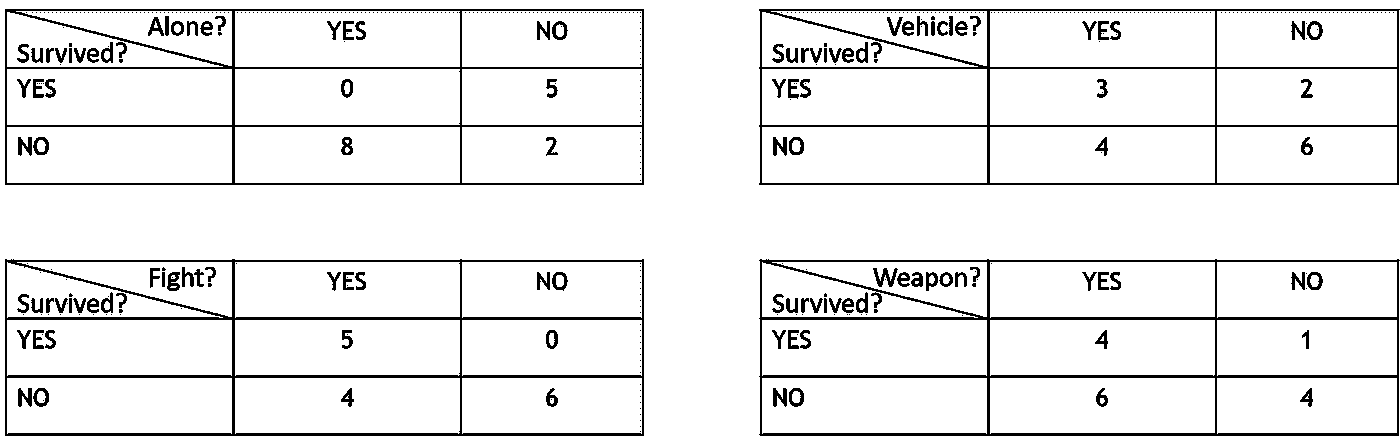 Alone? YES NO
Survived?
YES 0 5
NO 8 2
Vehicle? YES NO
Survived?
YES 3 2
NO 4 6
Fight? YES NO
Survived?
YES 5 0
NO 4 6
Weapon? YES NO
Survived?
YES 4 1
NO 6 4